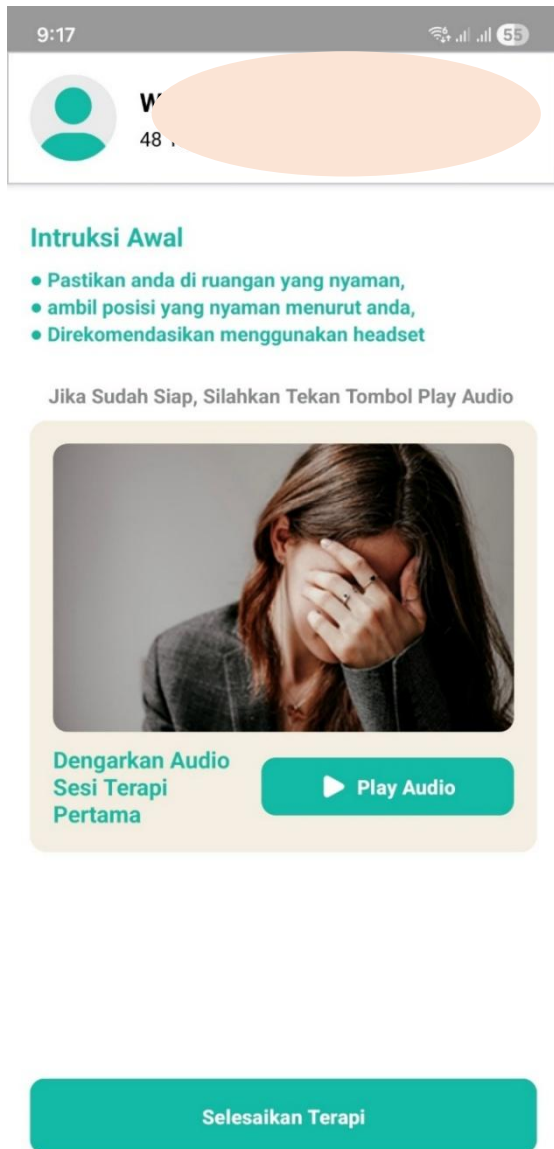 9:17
55
48
Intruksi Awal
● Pastikan anda di ruangan yang nyaman,
● ambil posisi yang nyaman menurut anda,
● Direkomendasikan menggunakan headset
Jika Sudah Siap, Silahkan Tekan Tombol Play Audio
Dengarkan Audio
Sesi Terapi
Pertama
Play Audio
Selesaikan Terapi